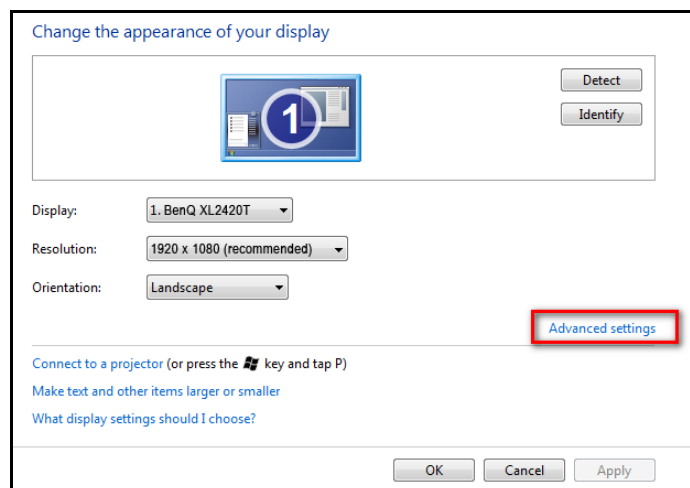 Change the appearance of your display
1
Detect
Identify
Display: 1. BenQ XL2420T
Resolution: 1920 x 1080 (recommended)
Orientation: Landscape
Advanced settings
Connect to a projector (or press the key and tap P)
Make text and other items larger or smaller
What display settings should I choose?
OK Cancel Apply